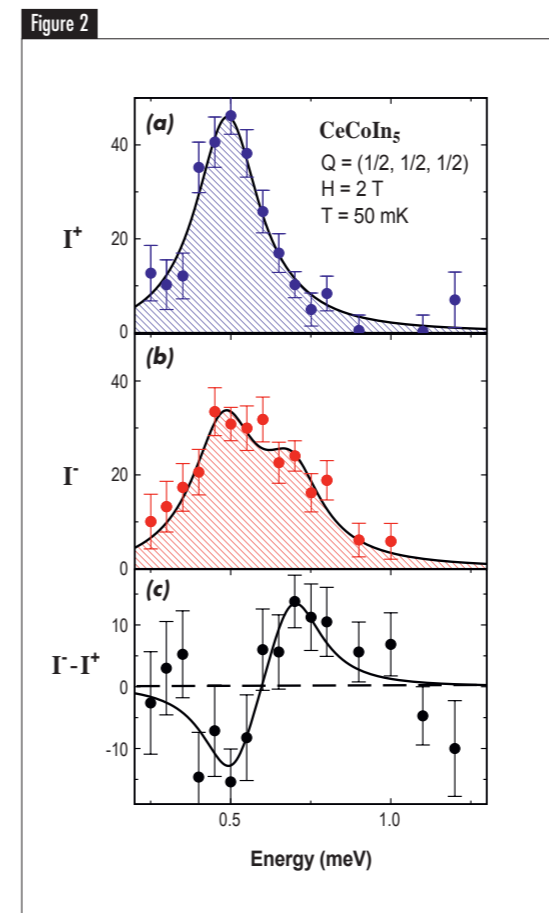 Figure 2
(a)
CeCoIn₅
Q = (1/2, 1/2, 1/2)
H = 2 T
T = 50 mK
I⁺
40
20
0
(b)
I⁻
40
20
0
(c)
I⁻-I⁺
10
0
-10
0.5
1.0
Energy (meV)